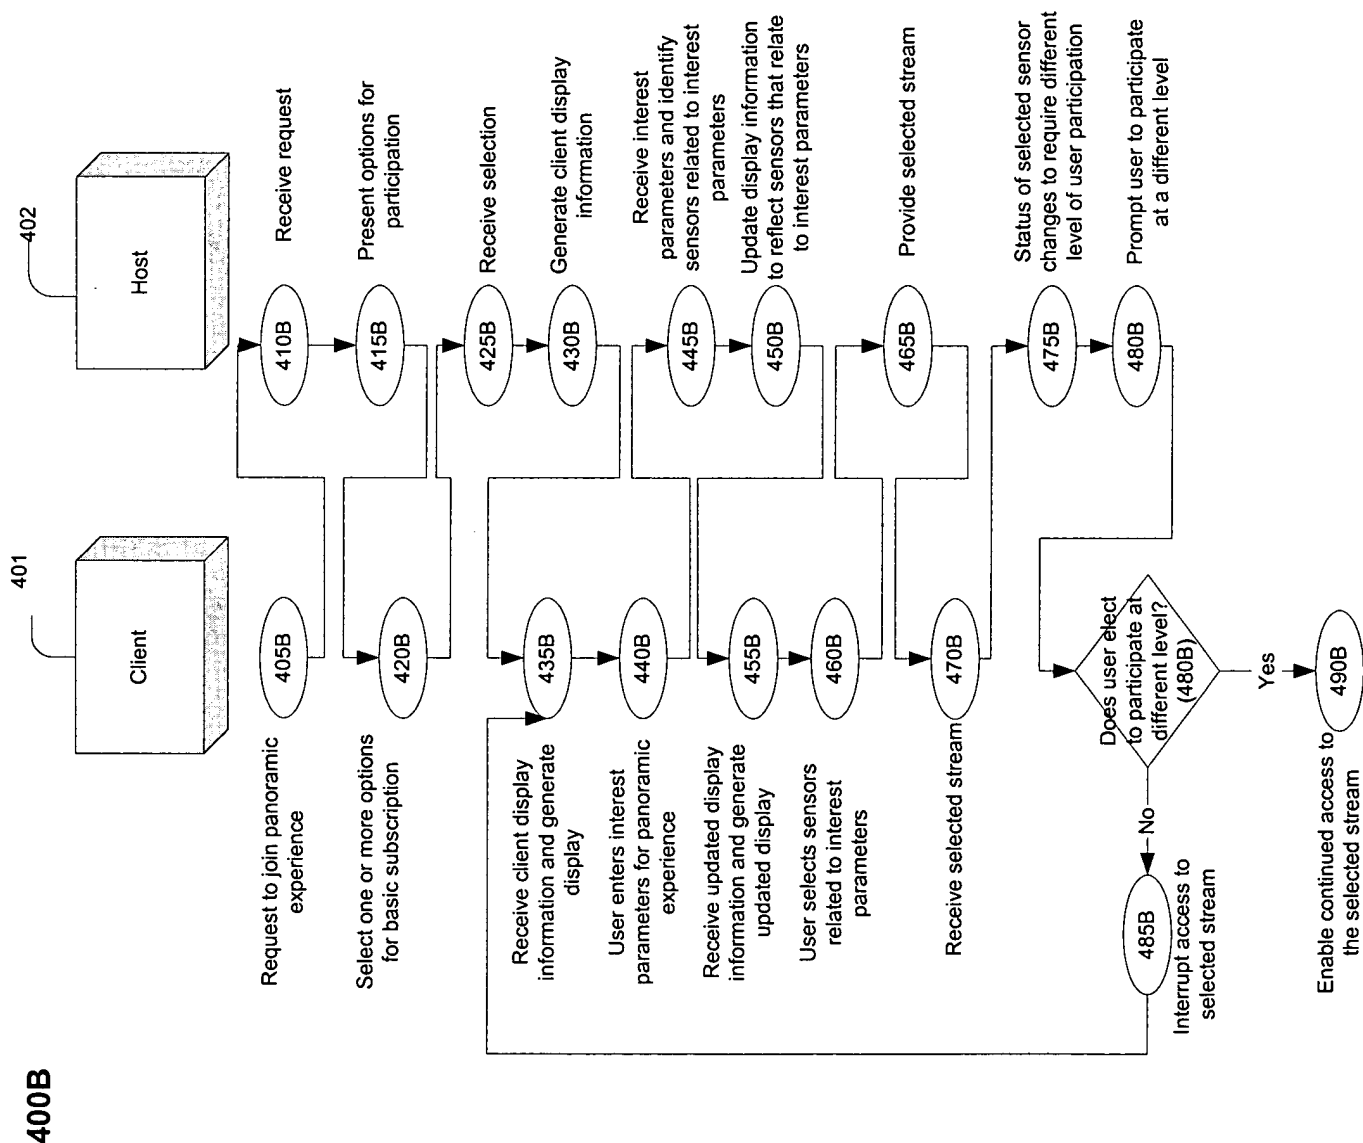 400B
401
Client
402
Host
405B
Request to join panoramic
experience
410B
Receive request
415B
Present options for
participation
420B
Select one or more options
for basic subscription
425B
Receive selection
430B
Generate client display
information
435B
Receive client display
information and generate
display
440B
User enters interest
parameters for panoramic
experience
445B
Receive interest
parameters and identify
sensors related to interest
parameters
450B
Update display information
to reflect sensors that relate
to interest parameters
455B
Receive updated display
information and generate
updated display
460B
User selects sensors
related to interest
parameters
465B
Provide selected stream
470B
Receive selected stream
475B
Status of selected sensor
changes to require different
level of user participation
480B
Prompt user to participate
at a different level
Does user elect
to participate at
different level?
(480B)
No
485B
Interrupt access to
selected stream
Yes
490B
Enable continued access to
the selected stream